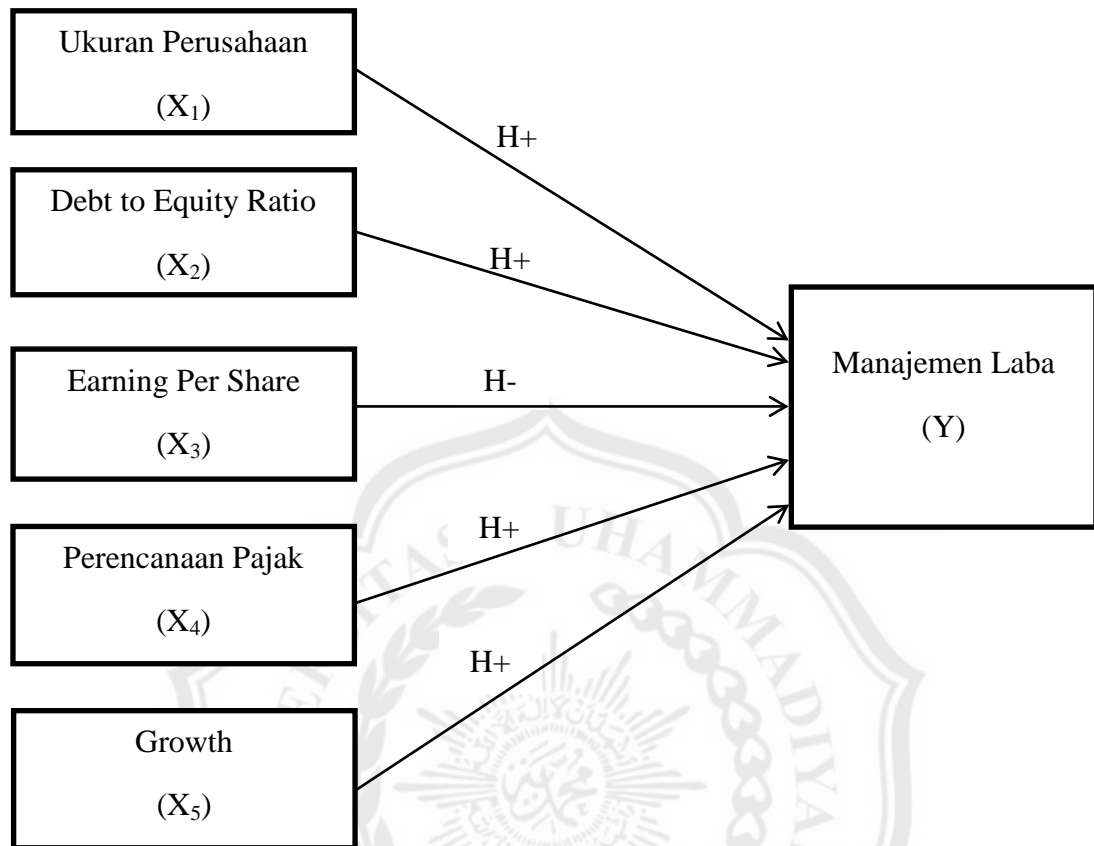 Ukuran Perusahaan
(X₁)
H+
Debt to Equity Ratio
(X₂)
H+
Earning Per Share
(X₃)
H-
Manajemen Laba
(Y)
Perencanaan Pajak
(X₄)
H+
Growth
(X₅)
H+
UHAMMADIYA